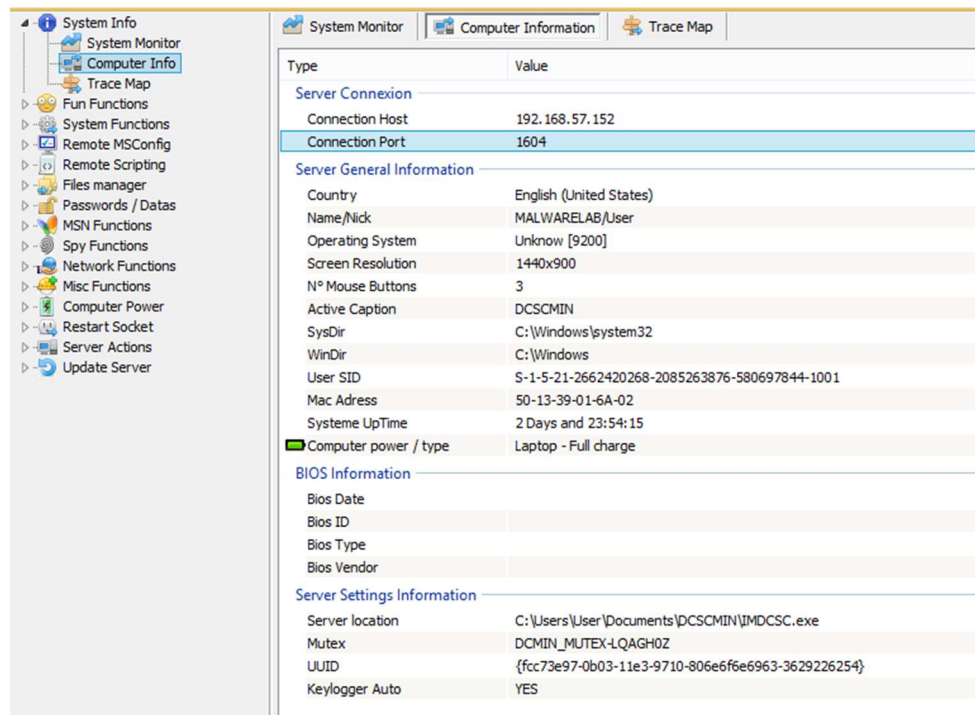 System Info
System Monitor
Computer Info
Trace Map
Fun Functions
System Functions
Remote MSConfig
Remote Scripting
Files manager
Passwords / Datas
MSN Functions
Spy Functions
Network Functions
Misc Functions
Computer Power
Restart Socket
Server Actions
Update Server
System Monitor Computer Information Trace Map
Type Value
Server Connexion
Connection Host 192.168.57.152
Connection Port 1604
Server General Information
Country English (United States)
Name/Nick MALWARELAB/User
Operating System Unknow [9200]
Screen Resolution 1440x900
N° Mouse Buttons 3
Active Caption DCSCMIN
SysDir C:\Windows\system32
WinDir C:\Windows
User SID S-1-5-21-2662420268-2085263876-580697844-1001
Mac Adress 50-13-39-01-6A-02
Systeme UpTime 2 Days and 23:54:15
Computer power / type Laptop - Full charge
BIOS Information
Bios Date
Bios ID
Bios Type
Bios Vendor
Server Settings Information
Server location C:\Users\User\Documents\DCSCMIN\IMDCSC.exe
Mutex DCMIN_MUTEX-LQAGH0Z
UUID {fcc73e97-0b03-11e3-9710-806e6f6e6963-3629226254}
Keylogger Auto YES